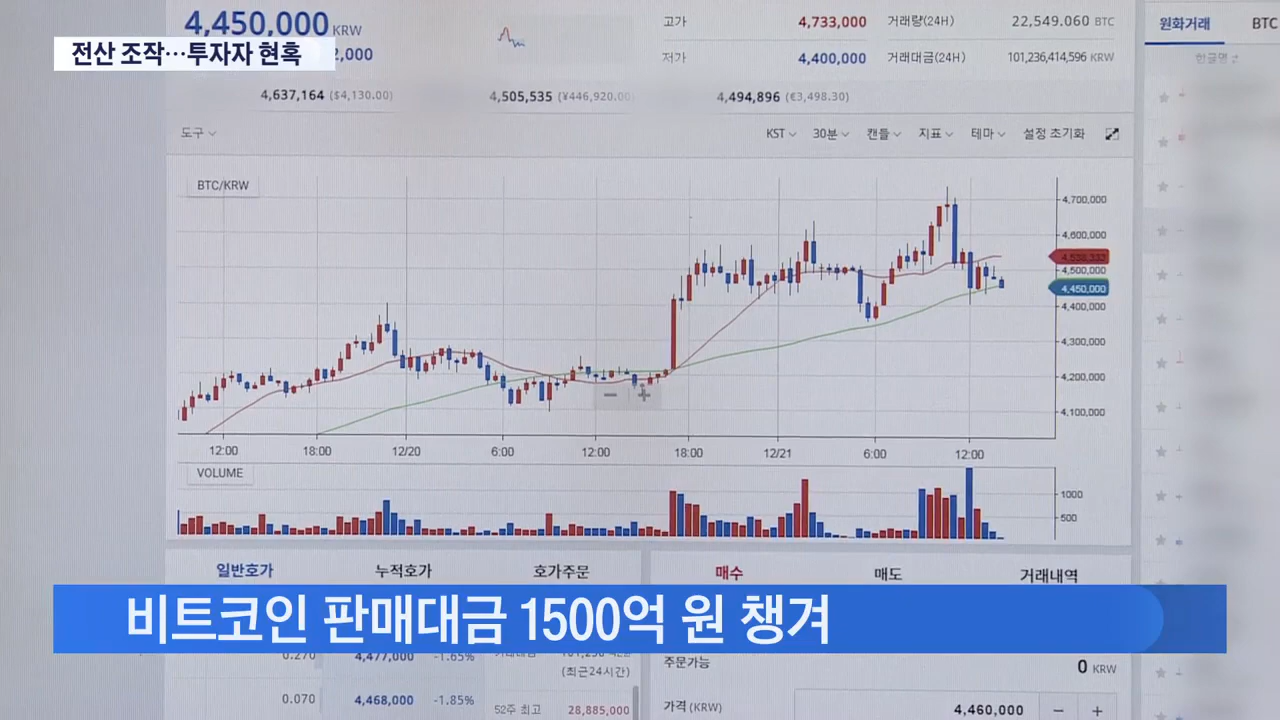 4,450,000 KRW
전산 조작…투자자 현혹
2,000
고가 4,733,000 거래량(24H) 22,549.060 BTC
저가 4,400,000 거래대금(24H) 101,236,414,596 KRW
원화거래 BTC
한글명
4,637,164 ($4,130.00) 4,505,535 (¥446,920.00) 4,494,896 (€3,498.30)
도구 KST 30분 캔들 지표 테마 설정 초기화
BTC/KRW
4,700,000
4,600,000
4,538,333
4,500,000
4,450,000
4,400,000
4,300,000
4,200,000
4,100,000
− +
12:00 18:00 12/20 6:00 12:00 18:00 12/21 6:00 12:00
VOLUME
1000
500
일반호가 누적호가 호가주문 매수 매도 거래내역
비트코인 판매대금 1500억 원 챙겨
0.270 4,477,000 -1.65%
(최근24시간)
주문가능 0 KRW
0.070 4,468,000 -1.85%
52주 최고 28,885,000
가격 (KRW) 4,460,000 − +